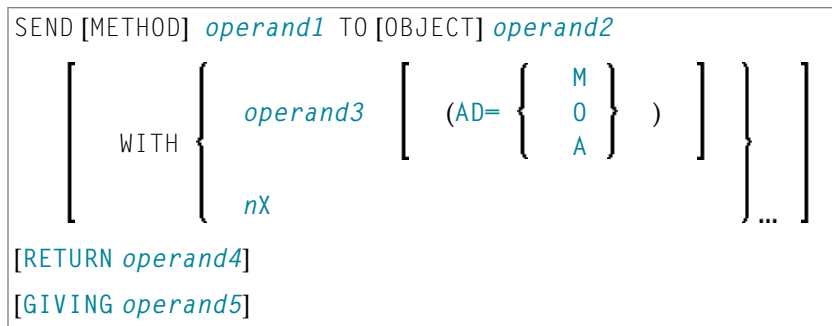 SEND [METHOD] operand1 TO [OBJECT] operand2
M
operand3 (AD= O )
WITH A
nX ...
[RETURN operand4]
[GIVING operand5]